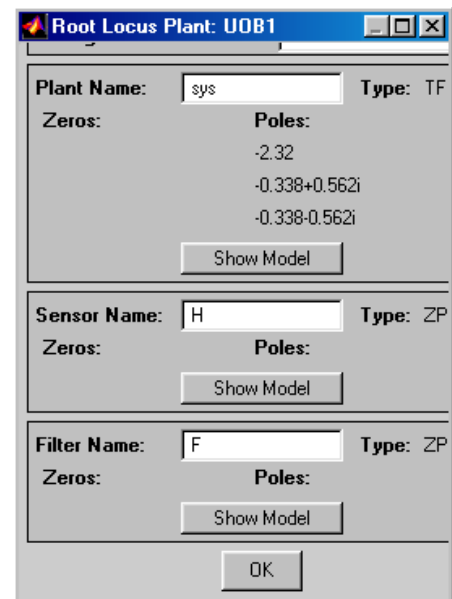 Root Locus Plant: UOB1
Plant Name: sys Type: TF
Zeros: Poles:
-2.32
-0.338+0.562i
-0.338-0.562i
Show Model
Sensor Name: H Type: ZP
Zeros: Poles:
Show Model
Filter Name: F Type: ZP
Zeros: Poles:
Show Model
OK